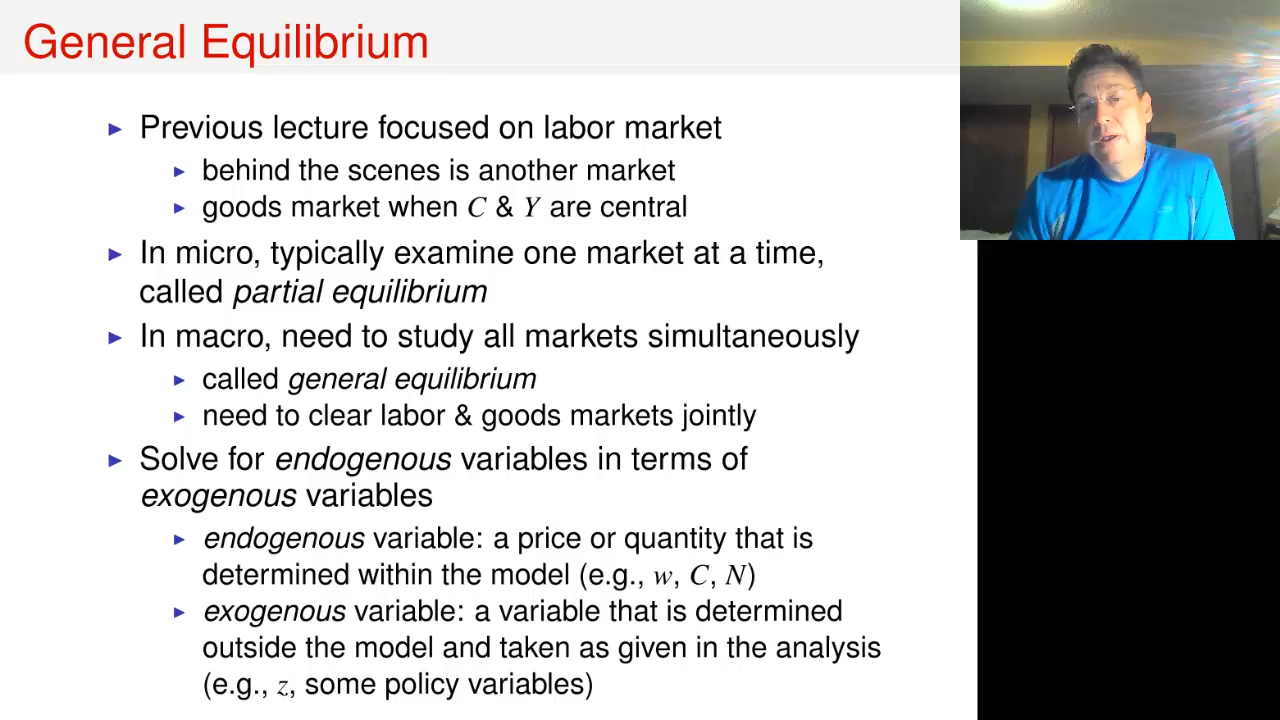 General Equilibrium
▶ Previous lecture focused on labor market
▶ behind the scenes is another market
▶ goods market when C & Y are central
▶ In micro, typically examine one market at a time,
called partial equilibrium
▶ In macro, need to study all markets simultaneously
▶ called general equilibrium
▶ need to clear labor & goods markets jointly
▶ Solve for endogenous variables in terms of
exogenous variables
▶ endogenous variable: a price or quantity that is
determined within the model (e.g., w, C, N)
▶ exogenous variable: a variable that is determined
outside the model and taken as given in the analysis
(e.g., z, some policy variables)